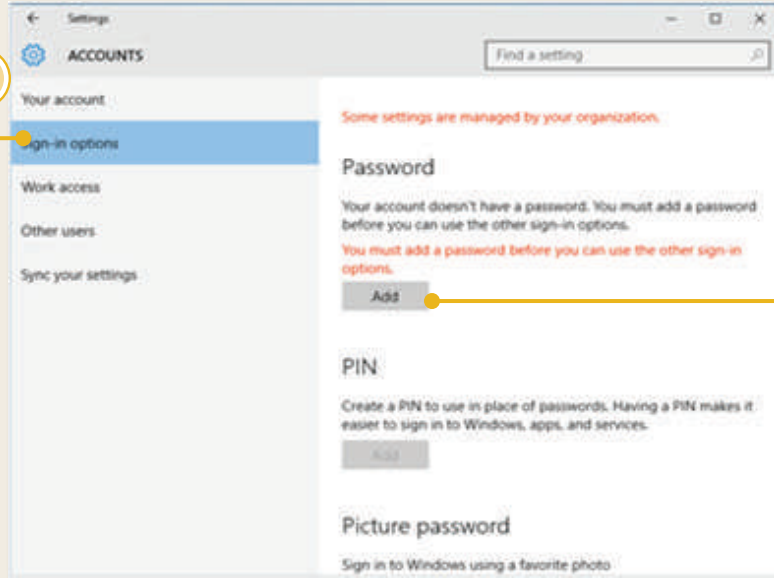 Settings
ACCOUNTS
Find a setting
Your account
Sign-in options
Work access
Other users
Sync your settings
Some settings are managed by your organization.
Password
Your account doesn't have a password. You must add a password
before you can use the other sign-in options.
You must add a password before you can use the other sign-in
options.
Add
PIN
Create a PIN to use in place of passwords. Having a PIN makes it
easier to sign in to Windows, apps, and services.
Add
Picture password
Sign in to Windows using a favorite photo